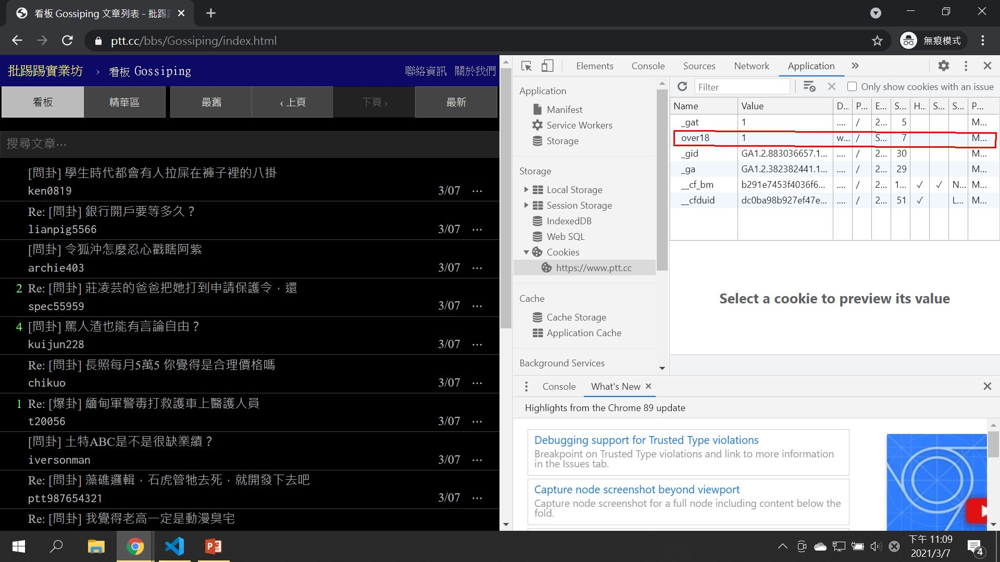 看板 Gossiping 文章列表 - 批踢
ptt.cc/bbs/Gossiping/index.html
無痕模式
批踢踢實業坊 › 看板 Gossiping
聯絡資訊 關於我們
看板 精華區 最舊 ‹ 上頁 下頁 › 最新
搜尋文章⋯
[問卦] 學生時代都會有人拉屎在褲子裡的八掛
ken0819 3/07 ⋯
Re: [問卦] 銀行開戶要等多久？
lianpig5566 3/07 ⋯
[問卦] 令狐沖怎麼忍心戳瞎阿紫
archie403 3/07 ⋯
2 Re: [問卦] 莊凌芸的爸爸把她打到申請保護令，還
spec55959 3/07 ⋯
4 [問卦] 罵人渣也能有言論自由？
kuijun228 3/07 ⋯
Re: [問卦] 長照每月5萬5 你覺得是合理價格嗎
chikuo 3/07 ⋯
1 Re: [爆卦] 緬甸軍警毒打救護車上醫護人員
t20056 3/07 ⋯
[問卦] 土特ABC是不是很缺業績？
iversonman 3/07 ⋯
Re: [問卦] 藻礁邏輯，石虎管牠去死，就開發下去吧
ptt987654321 3/07 ⋯
Re: [問卦] 我覺得老高一定是動漫臭宅
Elements Console Sources Network Application »
Application
Manifest
Service Workers
Storage
Storage
Local Storage
Session Storage
IndexedDB
Web SQL
Cookies
https://www.ptt.cc
Cache
Cache Storage
Application Cache
Background Services
Filter Only show cookies with an issue
Name Value D... P... E... S... H... S... S... P...
_gat 1 .... / 2... 5 M...
over18 1 w... / S... 7 M...
_gid GA1.2.883036657.1... .... / 2... 30 M...
_ga GA1.2.382382441.1... .... / 2... 29 M...
__cf_bm b291e7453f4036f6... .... / 2... 1... ✓ ✓ N... M...
__cfduid dc0ba98b927ef47e... .... / 2... 51 ✓ L... M...
Select a cookie to preview its value
Console What's New
Highlights from the Chrome 89 update
Debugging support for Trusted Type violations
Breakpoint on Trusted Type violations and link to more information
in the Issues tab.
Capture node screenshot beyond viewport
Capture node screenshot for a full node including content below the
fold.
下午 11:09
2021/3/7
4